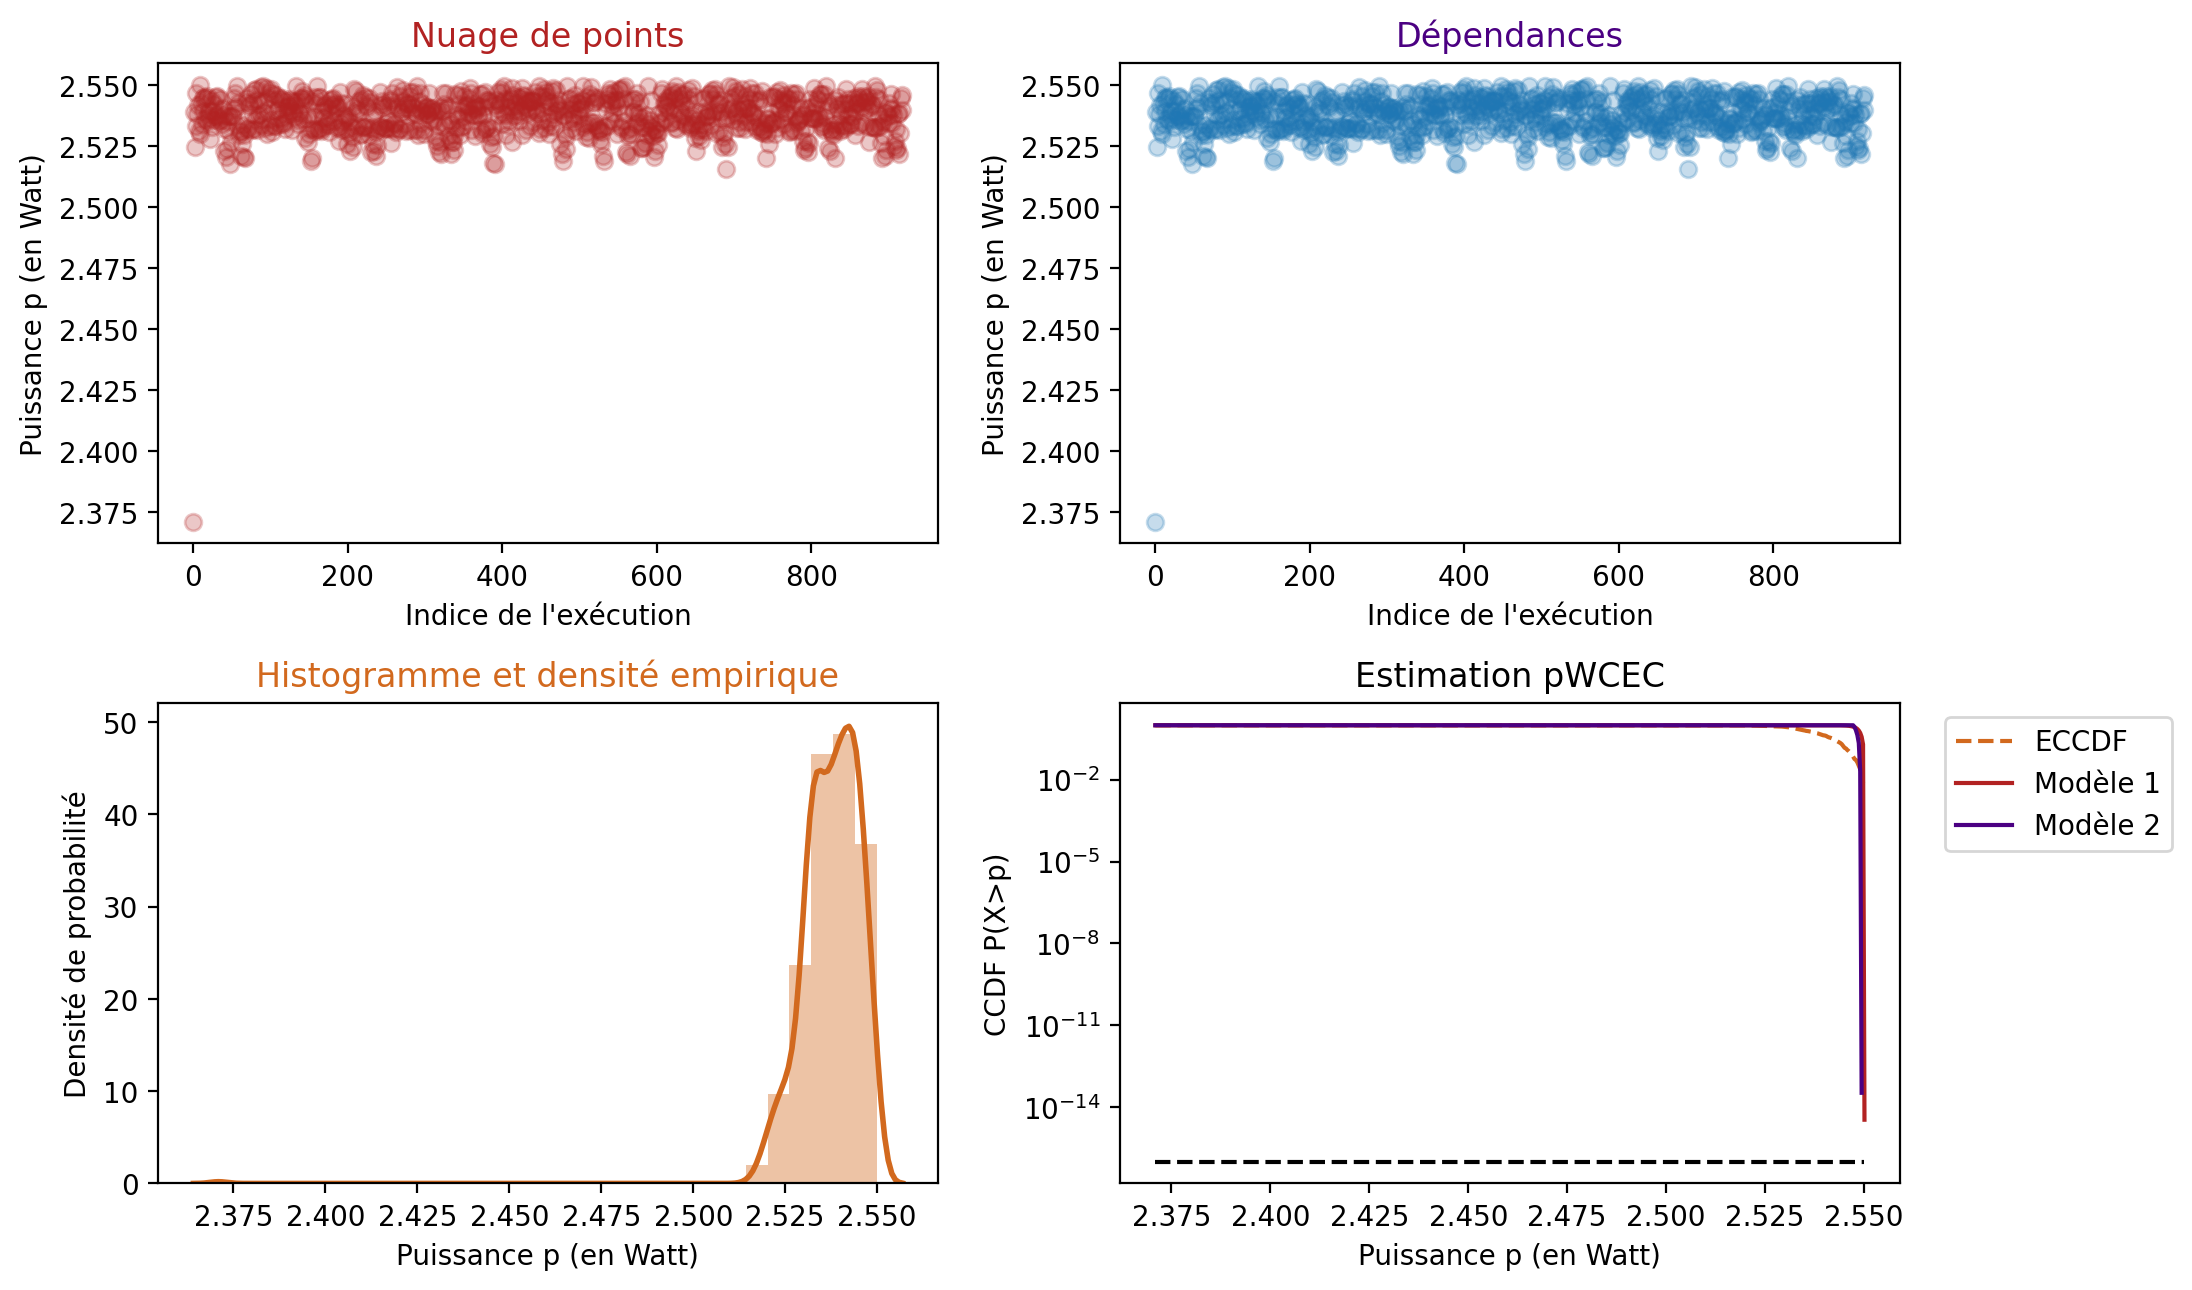 Nuage de points
2.550
2.525
2.500
2.475
2.450
2.425
2.400
2.375
Puissance p (en Watt)
0 200 400 600 800
Indice de l'exécution
Dépendances
2.550
2.525
2.500
2.475
2.450
2.425
2.400
2.375
Puissance p (en Watt)
0 200 400 600 800
Indice de l'exécution
Histogramme et densité empirique
50
40
30
20
10
0
Densité de probabilité
2.375 2.400 2.425 2.450 2.475 2.500 2.525 2.550
Puissance p (en Watt)
Estimation pWCEC
10⁻²
10⁻⁵
10⁻⁸
10⁻¹¹
10⁻¹⁴
CCDF P(X>p)
2.375 2.400 2.425 2.450 2.475 2.500 2.525 2.550
Puissance p (en Watt)
ECCDF
Modèle 1
Modèle 2